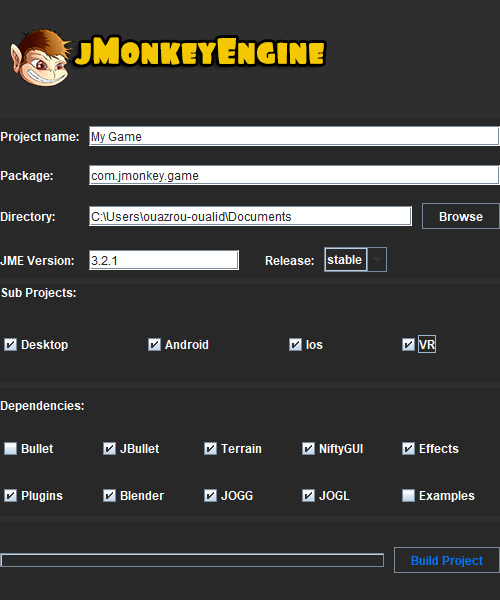 jMonkeyEngine
Project name: My Game
Package: com.jmonkey.game
Directory: C:\Users\ouazrou-oualid\Documents Browse
JME Version: 3.2.1 Release: stable
Sub Projects:
Desktop Android Ios VR
Dependencies:
Bullet JBullet Terrain NiftyGUI Effects
Plugins Blender JOGG JOGL Examples
Build Project